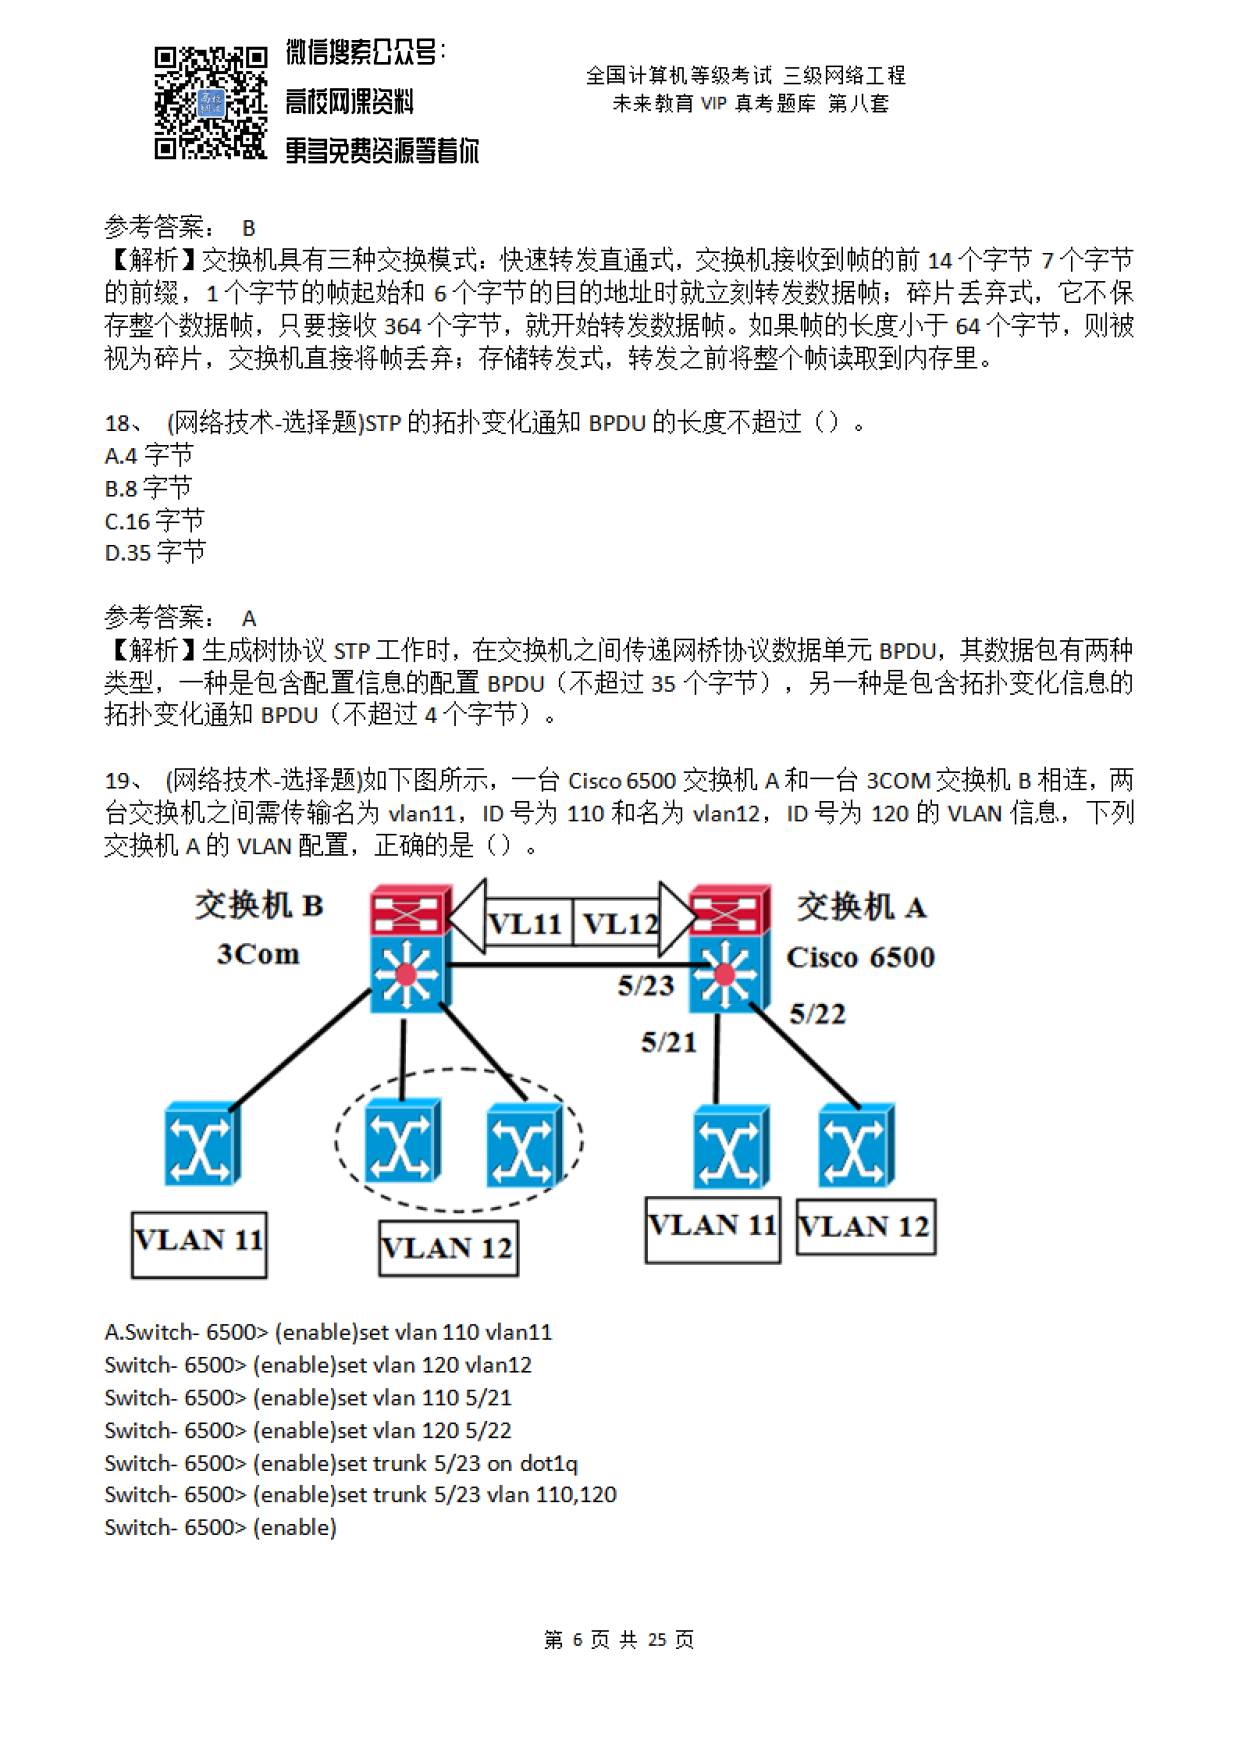 微信搜索公众号：
高校网课资料
更多免费资源等着你
全国计算机等级考试 三级网络工程
未来教育 VIP 真考题库 第八套
参考答案： B
【解析】交换机具有三种交换模式：快速转发直通式，交换机接收到帧的前 14 个字节 7 个字节
的前缀，1 个字节的帧起始和 6 个字节的目的地址时就立刻转发数据帧；碎片丢弃式，它不保
存整个数据帧，只要接收 364 个字节，就开始转发数据帧。如果帧的长度小于 64 个字节，则被
视为碎片，交换机直接将帧丢弃；存储转发式，转发之前将整个帧读取到内存里。
18、 (网络技术-选择题)STP 的拓扑变化通知 BPDU 的长度不超过（）。
A.4 字节
B.8 字节
C.16 字节
D.35 字节
参考答案： A
【解析】生成树协议 STP 工作时，在交换机之间传递网桥协议数据单元 BPDU，其数据包有两种
类型，一种是包含配置信息的配置 BPDU（不超过 35 个字节），另一种是包含拓扑变化信息的
拓扑变化通知 BPDU（不超过 4 个字节）。
19、 (网络技术-选择题)如下图所示，一台 Cisco 6500 交换机 A 和一台 3COM 交换机 B 相连，两
台交换机之间需传输名为 vlan11，ID 号为 110 和名为 vlan12，ID 号为 120 的 VLAN 信息，下列
交换机 A 的 VLAN 配置，正确的是（）。
交换机 B
3Com
VL11 VL12
交换机 A
Cisco 6500
5/23
5/22
5/21
VLAN 11
VLAN 12
VLAN 11
VLAN 12
A.Switch- 6500> (enable)set vlan 110 vlan11
Switch- 6500> (enable)set vlan 120 vlan12
Switch- 6500> (enable)set vlan 110 5/21
Switch- 6500> (enable)set vlan 120 5/22
Switch- 6500> (enable)set trunk 5/23 on dot1q
Switch- 6500> (enable)set trunk 5/23 vlan 110,120
Switch- 6500> (enable)
第 6 页 共 25 页